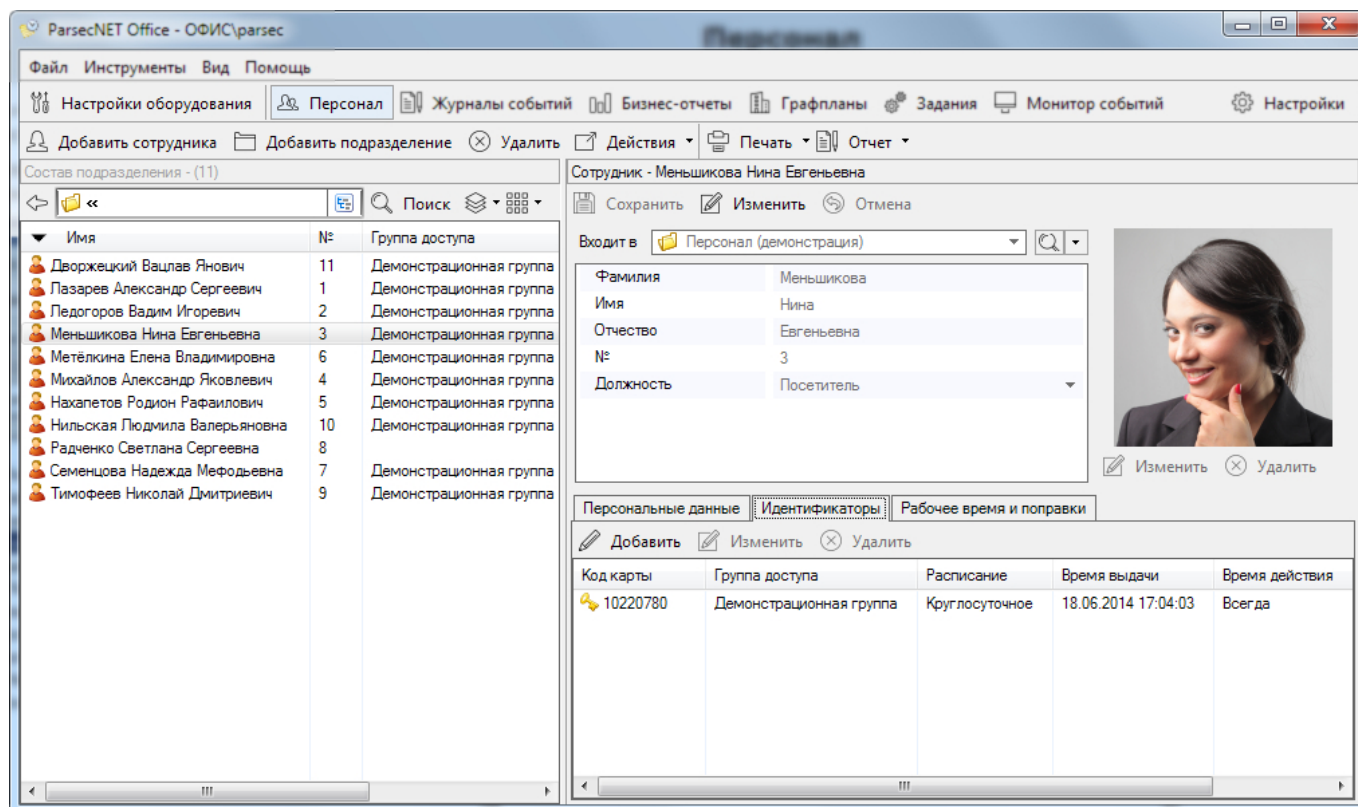 ParsecNET Office - ОФИС\parsec
Персонал
Файл Инструменты Вид Помощь
Настройки оборудования Персонал Журналы событий Бизнес-отчеты Графпланы Задания Монитор событий Настройки
Добавить сотрудника Добавить подразделение Удалить Действия Печать Отчет
Состав подразделения - (11)
« Поиск
Имя № Группа доступа
Дворжецкий Вацлав Янович 11 Демонстрационная группа
Лазарев Александр Сергеевич 1 Демонстрационная группа
Ледогоров Вадим Игоревич 2 Демонстрационная группа
Меньшикова Нина Евгеньевна 3 Демонстрационная группа
Метёлкина Елена Владимировна 6 Демонстрационная группа
Михайлов Александр Яковлевич 4 Демонстрационная группа
Нахапетов Родион Рафаилович 5 Демонстрационная группа
Нильская Людмила Валерьяновна 10 Демонстрационная группа
Радченко Светлана Сергеевна 8
Семенцова Надежда Мефодьевна 7 Демонстрационная группа
Тимофеев Николай Дмитриевич 9 Демонстрационная группа
Сотрудник - Меньшикова Нина Евгеньевна
Сохранить Изменить Отмена
Входит в Персонал (демонстрация)
Фамилия Меньшикова
Имя Нина
Отчество Евгеньевна
№ 3
Должность Посетитель
Изменить Удалить
Персональные данные Идентификаторы Рабочее время и поправки
Добавить Изменить Удалить
Код карты Группа доступа Расписание Время выдачи Время действия
10220780 Демонстрационная группа Круглосуточное 18.06.2014 17:04:03 Всегда